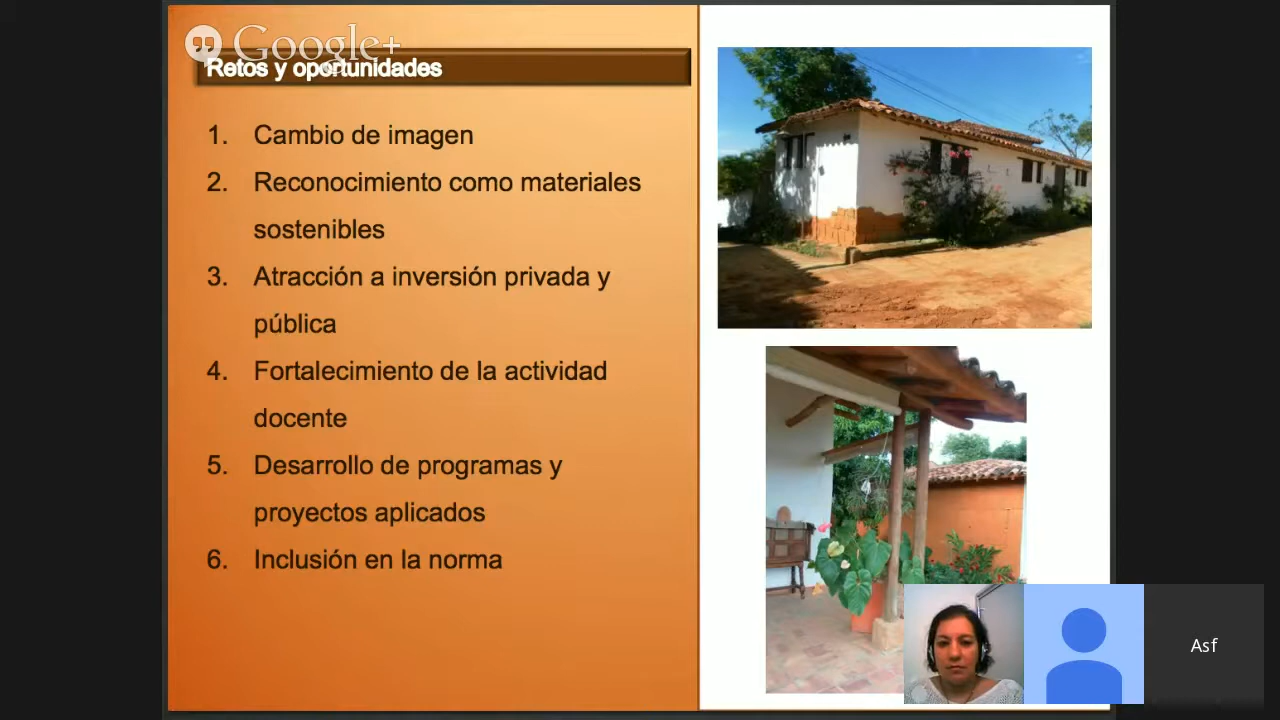 Google+
Retos y oportunidades
1. Cambio de imagen
2. Reconocimiento como materiales
sostenibles
3. Atracción a inversión privada y
pública
4. Fortalecimiento de la actividad
docente
5. Desarrollo de programas y
proyectos aplicados
6. Inclusión en la norma
Asf